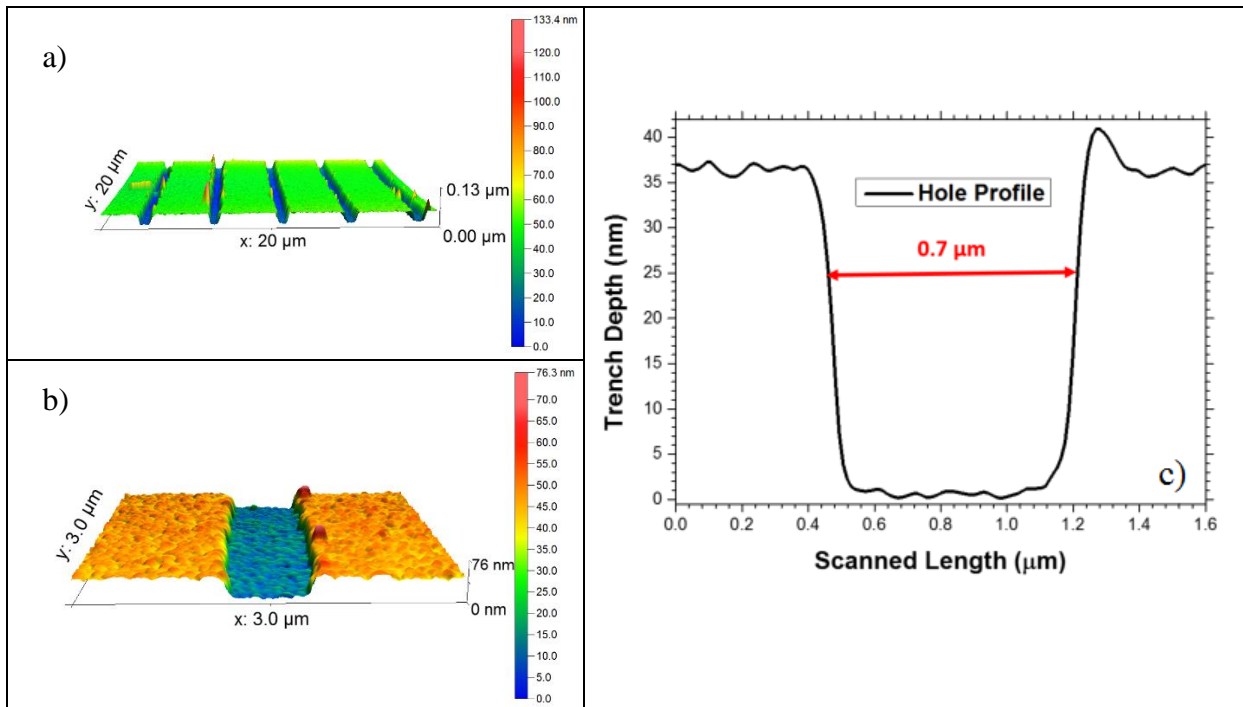 a)
133.4 nm
120.0
110.0
100.0
90.0
80.0
70.0
60.0
50.0
40.0
30.0
20.0
10.0
0.0
y: 20 µm
x: 20 µm
0.13 µm
0.00 µm
b)
76.3 nm
70.0
65.0
60.0
55.0
50.0
45.0
40.0
35.0
30.0
25.0
20.0
15.0
10.0
5.0
0.0
y: 3.0 µm
x: 3.0 µm
76 nm
0 nm
Trench Depth (nm)
40
35
30
25
20
15
10
5
0
Hole Profile
0.7 µm
c)
0.0 0.2 0.4 0.6 0.8 1.0 1.2 1.4 1.6
Scanned Length (µm)